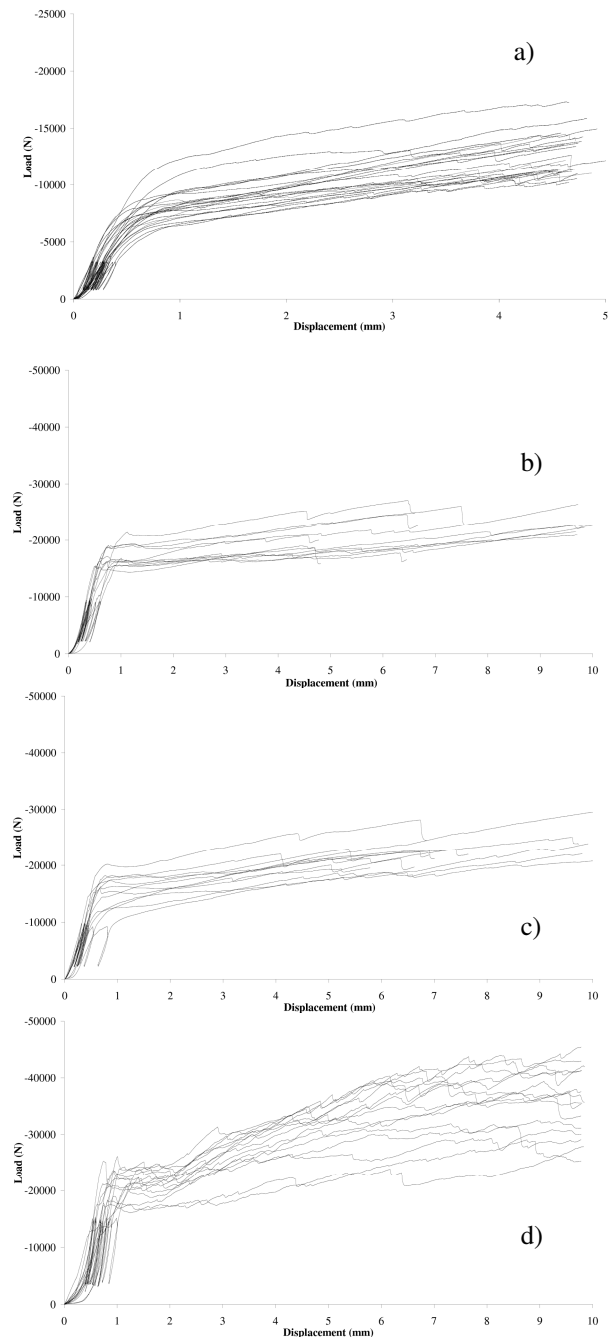 a)
Load (N)
-25000
-20000
-15000
-10000
-5000
0
0 1 2 3 4 5
Displacement (mm)
b)
Load (N)
-50000
-40000
-30000
-20000
-10000
0
0 1 2 3 4 5 6 7 8 9 10
Displacement (mm)
c)
Load (N)
-50000
-40000
-30000
-20000
-10000
0
0 1 2 3 4 5 6 7 8 9 10
Displacement (mm)
d)
Load (N)
-50000
-40000
-30000
-20000
-10000
0
0 1 2 3 4 5 6 7 8 9 10
Displacement (mm)